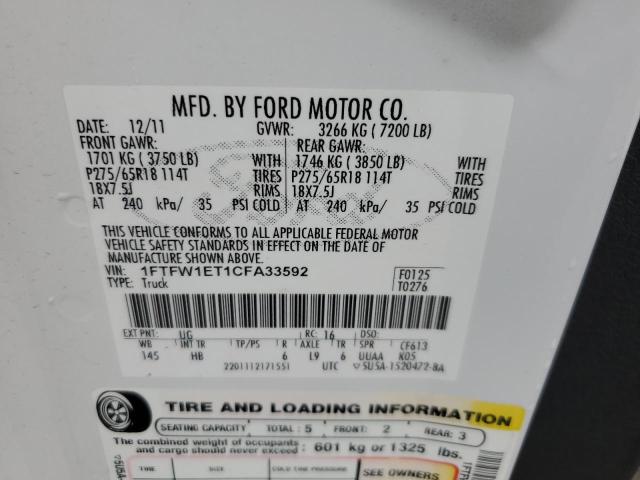 MFD. BY FORD MOTOR CO.
DATE: 12/11 GVWR: 3266 KG ( 7200 LB)
FRONT GAWR: REAR GAWR:
1701 KG ( 3750 LB) WITH 1746 KG ( 3850 LB) WITH
P275/65R18 114T TIRES P275/65R18 114T TIRES
18X7.5J RIMS 18X7.5J RIMS
AT 240 kPa/ 35 PSI COLD AT 240 kPa/ 35 PSI COLD
THIS VEHICLE CONFORMS TO ALL APPLICABLE FEDERAL MOTOR
VEHICLE SAFETY STANDARDS IN EFFECT ON THE DATE OF
MANUFACTURE SHOWN ABOVE.
VIN: 1FTFW1ET1CFA33592 F0125
TYPE: Truck T0276
EXT PNT: UG RC: 16 DSO:
WB INT TR TP/PS R AXLE TR SPR CF613
145 HB 6 L9 6 UUAA K05
2201112171551 UTC ▽5U5A-1520472-BA
TIRE AND LOADING INFORMATION
SEATING CAPACITY TOTAL : 5 FRONT: 2 REAR: 3
The combined weight of occupants
and cargo should never exceed : 601 kg or 1325 lbs.
TIRE SIZE COLD TIRE PRESSURE SEE OWNERS